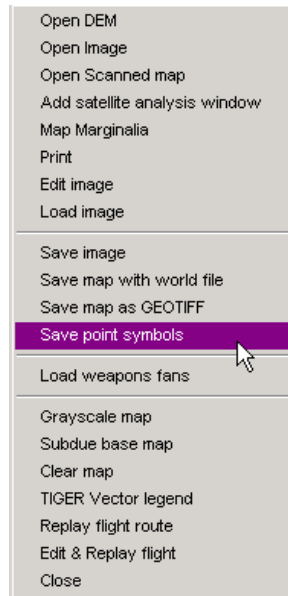 Open DEM
Open Image
Open Scanned map
Add satellite analysis window
Map Marginalia
Print
Edit image
Load image
Save image
Save map with world file
Save map as GEOTIFF
Save point symbols
Load weapons fans
Grayscale map
Subdue base map
Clear map
TIGER Vector legend
Replay flight route
Edit & Replay flight
Close